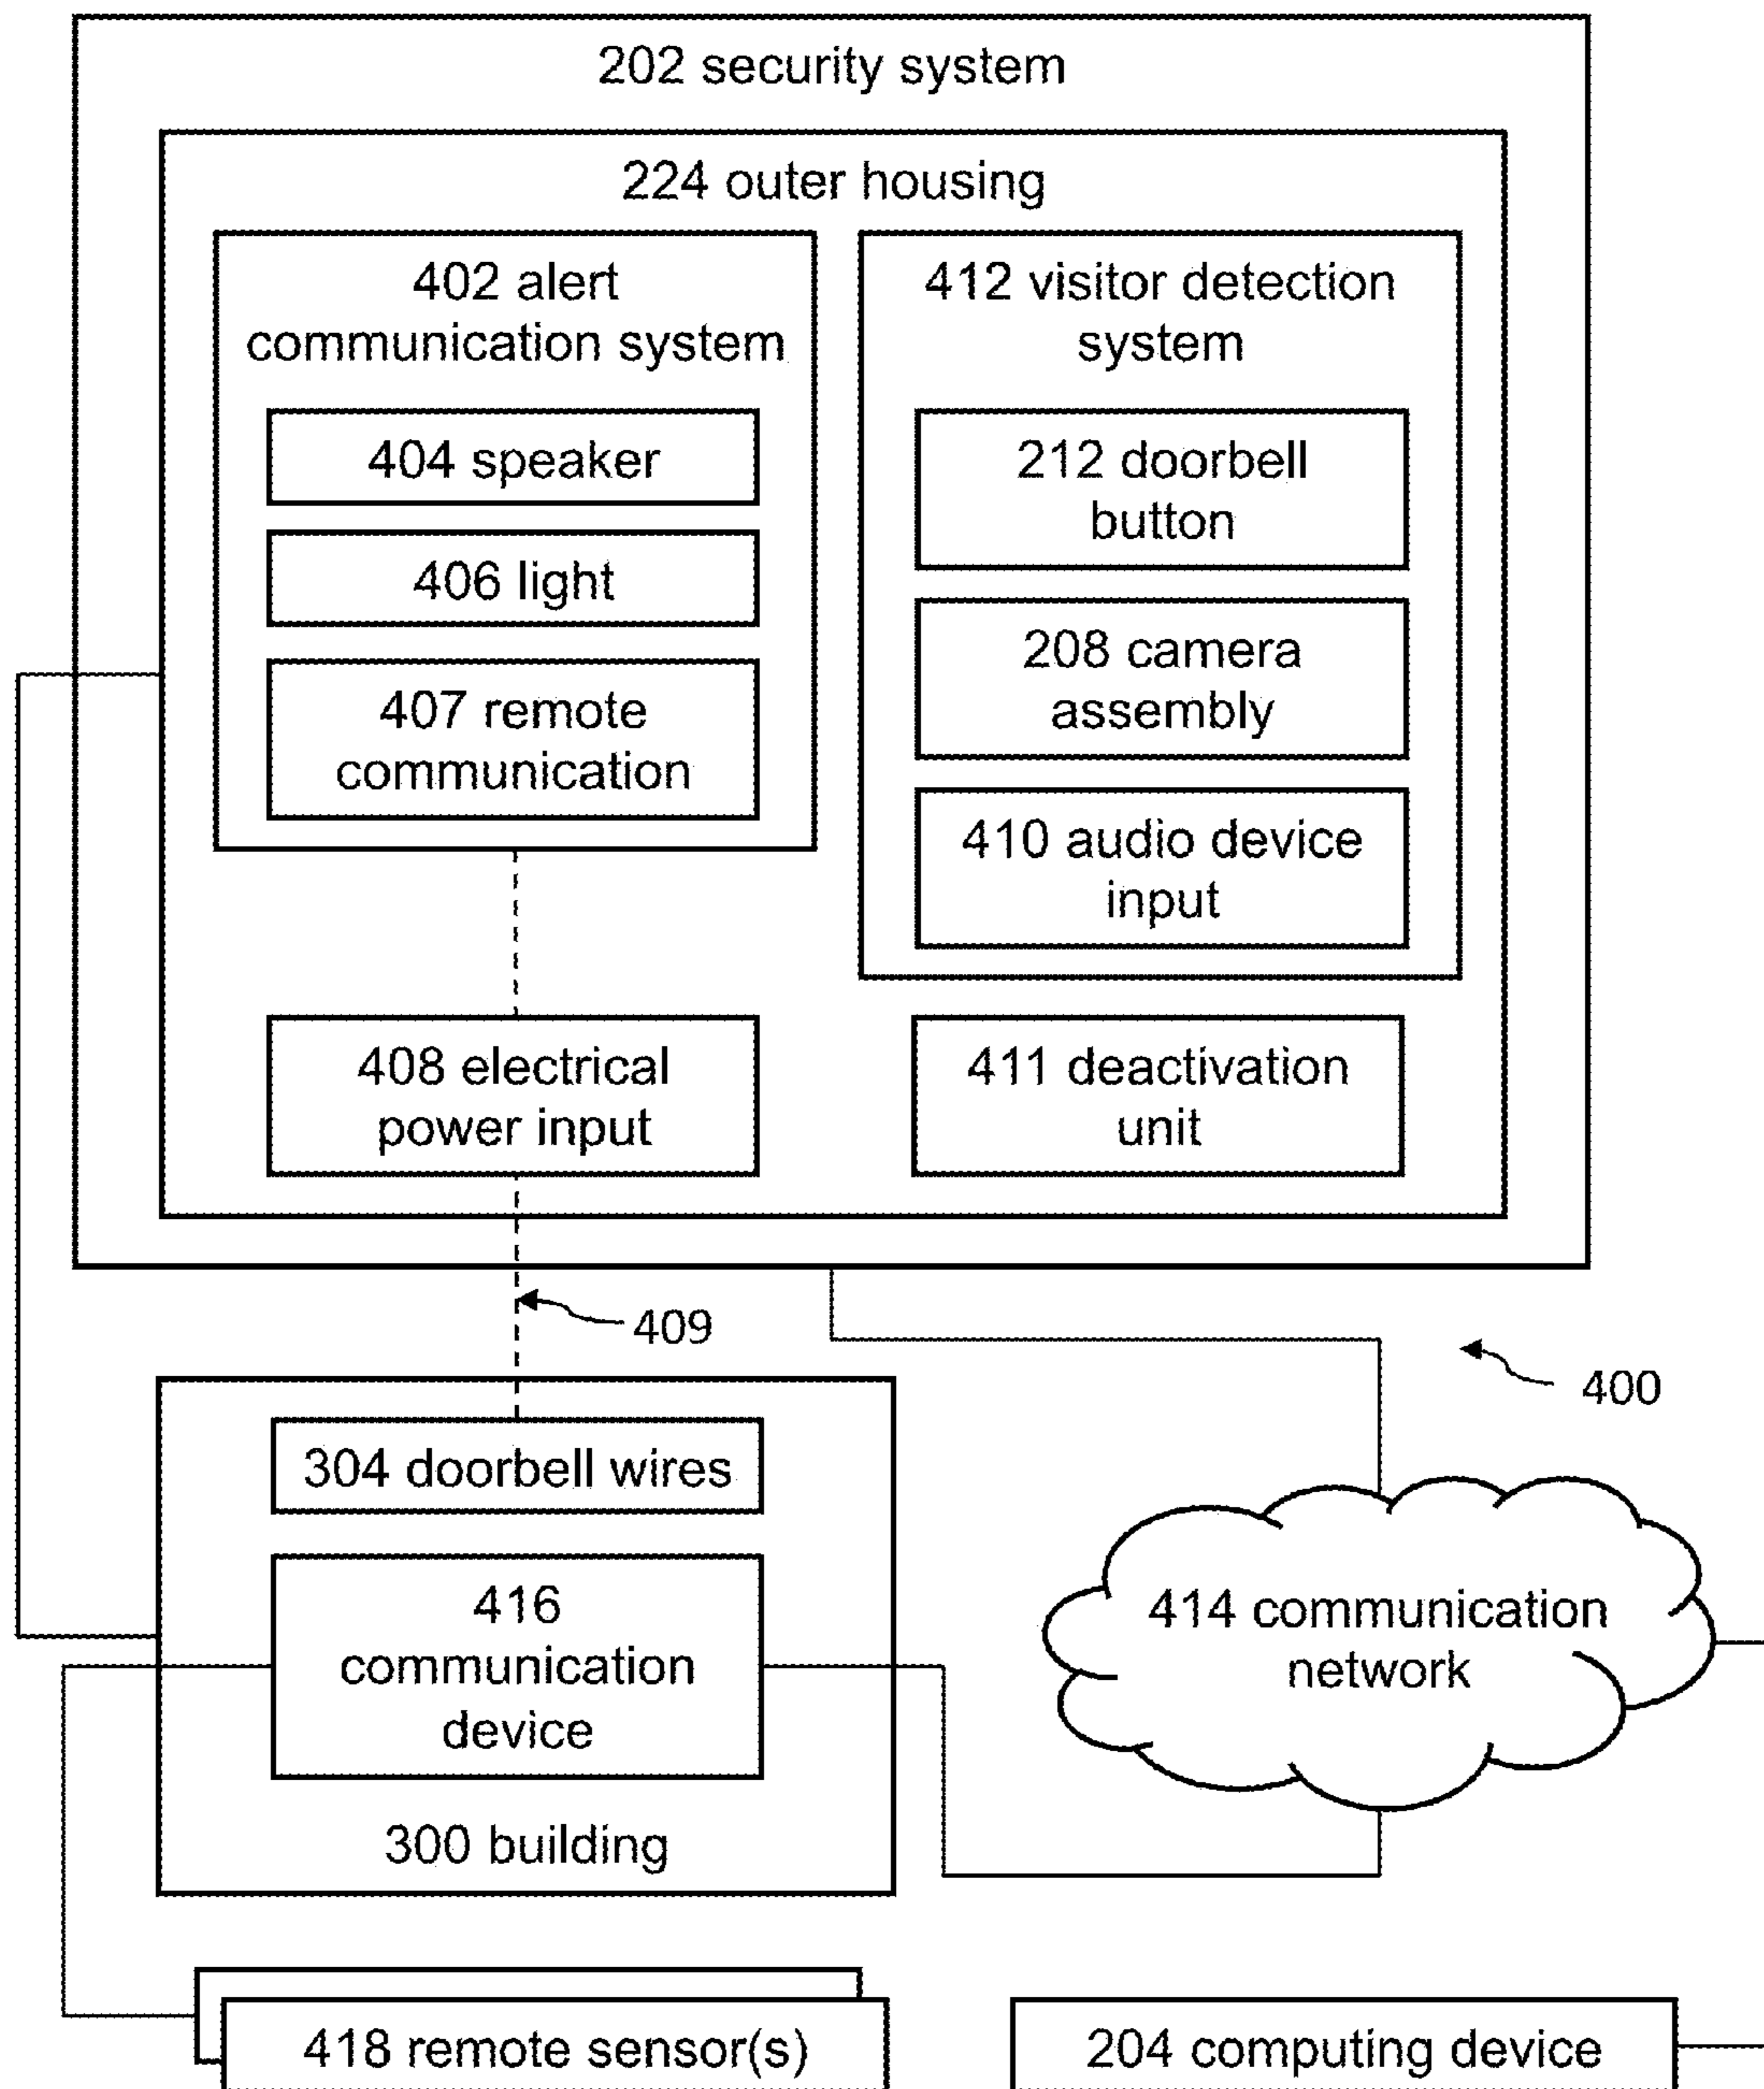 202 security system
224 outer housing
402 alert
communication system
404 speaker
406 light
407 remote
communication
412 visitor detection
system
212 doorbell
button
208 camera
assembly
410 audio device
input
408 electrical
power input
411 deactivation
unit
409
400
304 doorbell wires
416
communication
device
300 building
414 communication
network
418 remote sensor(s)
204 computing device